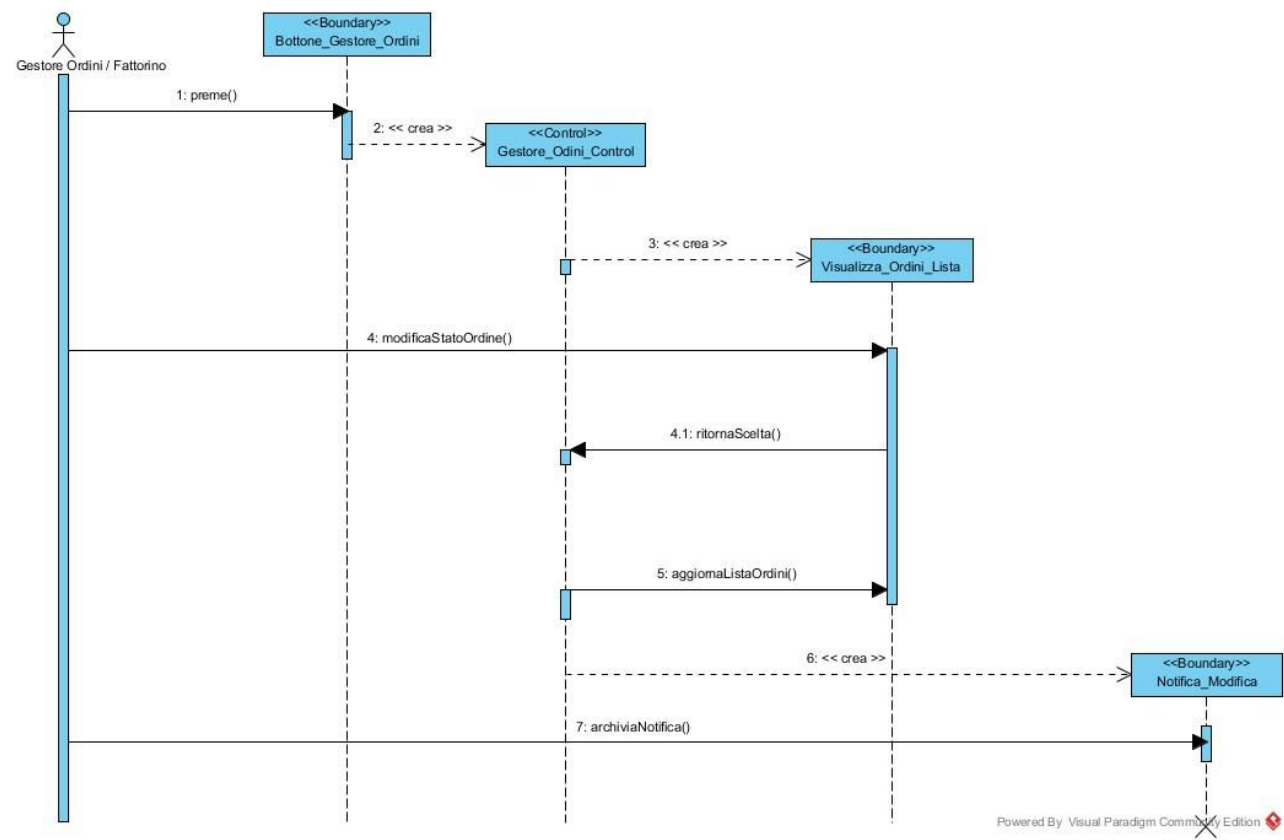 <<Boundary>>
Bottone_Gestore_Ordini
Gestore Ordini / Fattorino
1: preme()
2: << crea >>
<<Control>>
Gestore_Odini_Control
3: << crea >>
<<Boundary>>
Visualizza_Ordini_Lista
4: modificaStatoOrdine()
4.1: ritornaScelta()
5: aggiornaListaOrdini()
6: << crea >>
<<Boundary>>
Notifica_Modifica
7: archiviaNotifica()
Powered By Visual Paradigm Community Edition